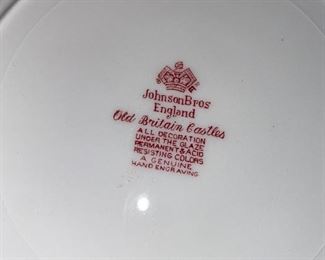 JohnsonBros
England
Old Britain Castles
ALL DECORATION
UNDER THE GLAZE
PERMANENT & ACID
RESISTING COLORS
A GENUINE
HAND ENGRAVING